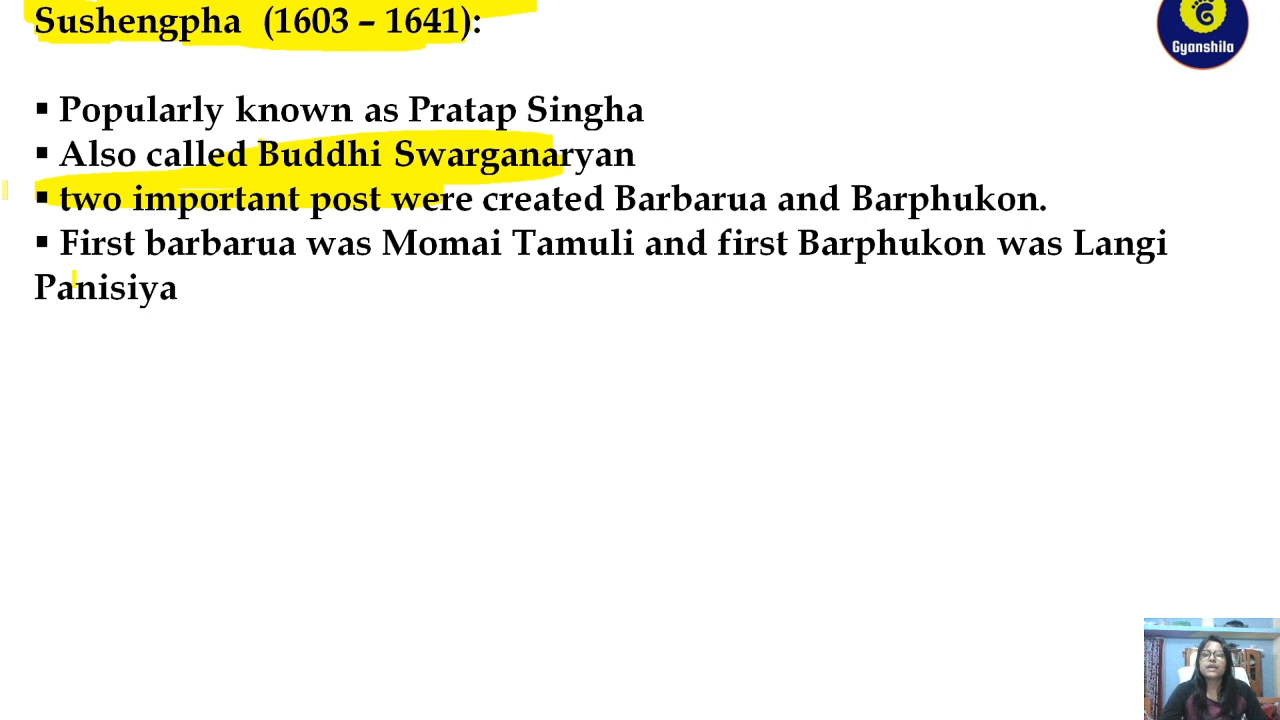 Sushengpha (1603 – 1641):
Gyanshila
▪ Popularly known as Pratap Singha
▪ Also called Buddhi Swarganaryan
▪ two important post were created Barbarua and Barphukon.
▪ First barbarua was Momai Tamuli and first Barphukon was Langi
Panisiya